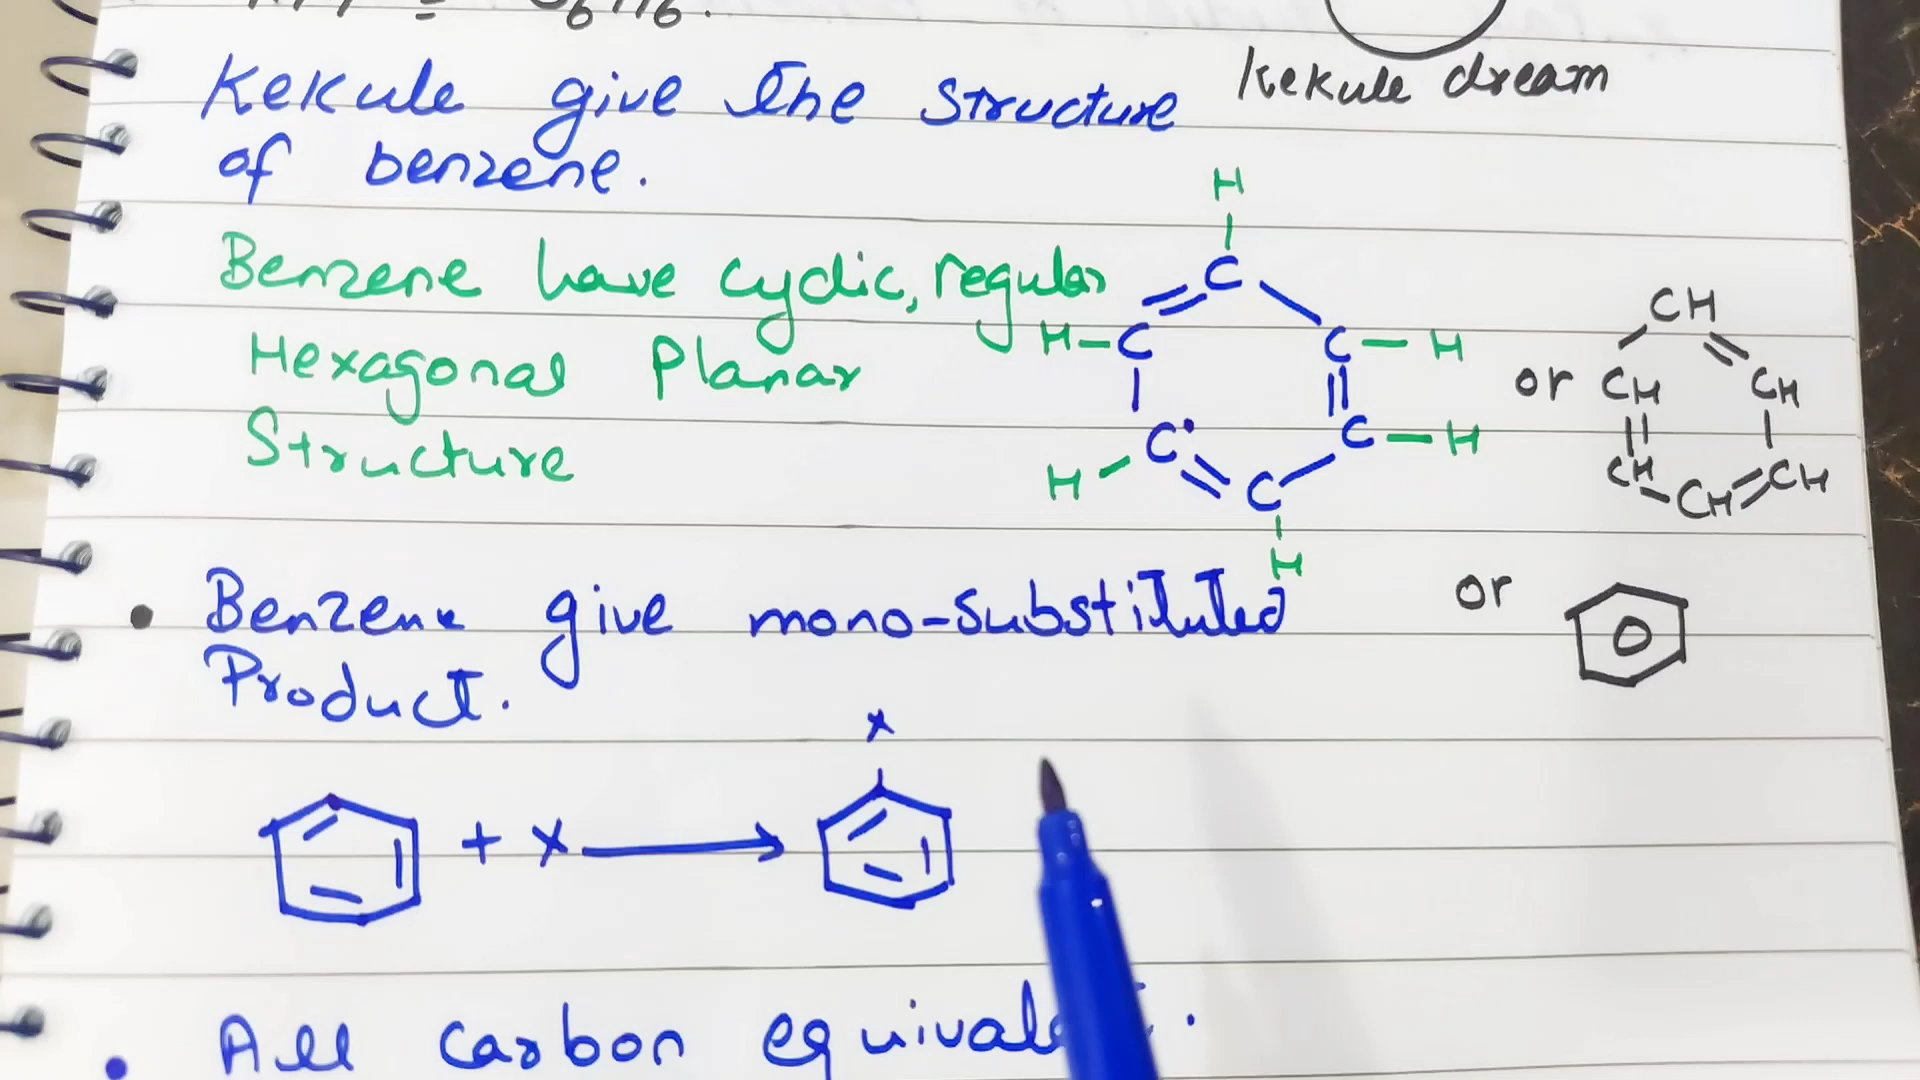 Kekule give the structure
of benzene.
Kekule dream
Benzene have cyclic, regular
Hexagonal Planar
Structure
H
C
H-C
C-H
C
C-H
H
C
H
or
CH
CH
CH
CH
CH
CH
• Benzene give mono-substituted
Product.
or
x
+ x
• All carbon